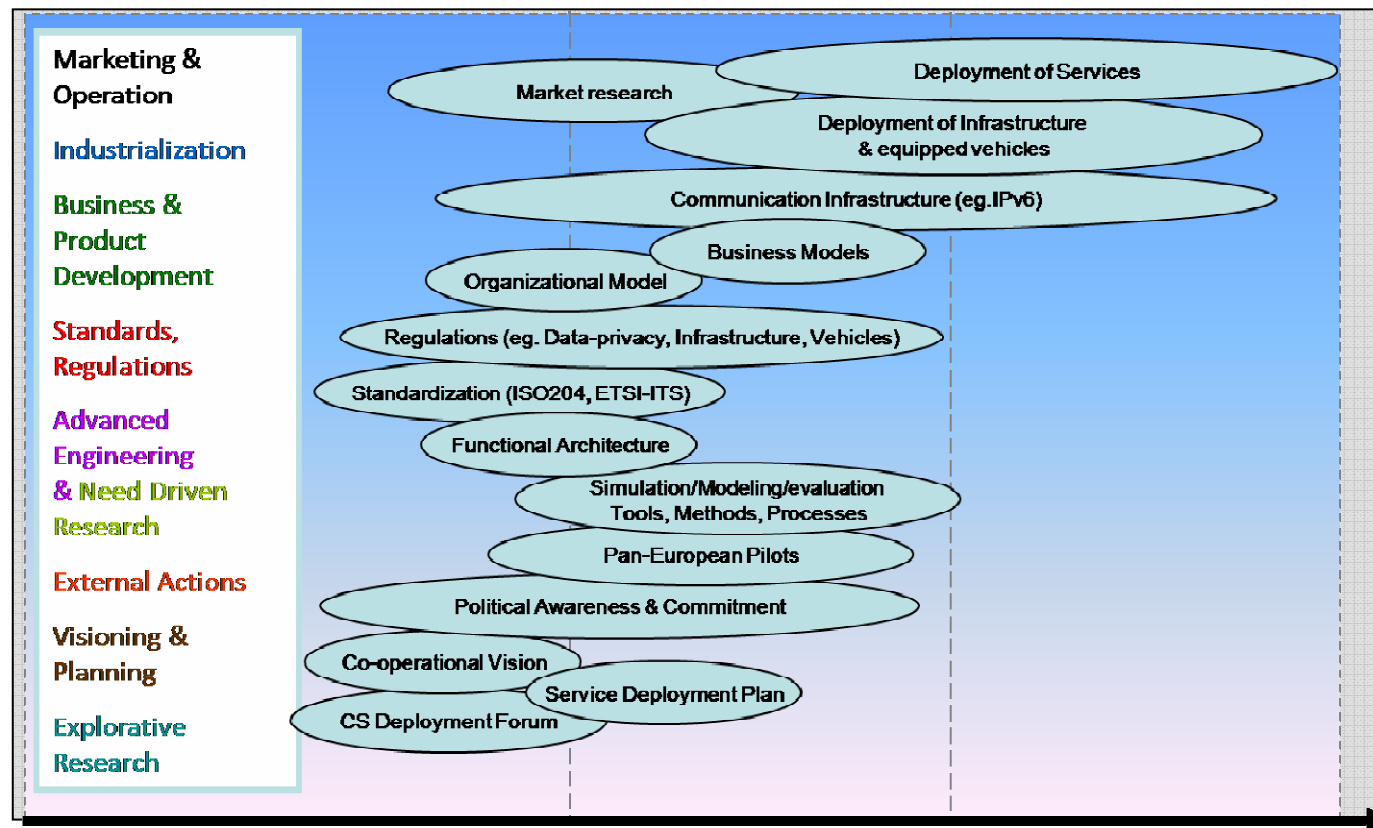 Marketing &
Operation
Industrialization
Business &
Product
Development
Standards,
Regulations
Advanced
Engineering
& Need Driven
Research
External Actions
Visioning &
Planning
Explorative
Research
Deployment of Services
Market research
Deployment of Infrastructure
& equipped vehicles
Communication Infrastructure (eg.IPv6)
Business Models
Organizational Model
Regulations (eg. Data-privacy, Infrastructure, Vehicles)
Standardization (ISO204, ETSI-ITS)
Functional Architecture
Simulation/Modeling/evaluation
Tools, Methods, Processes
Pan-European Pilots
Political Awareness & Commitment
Co-operational Vision
Service Deployment Plan
CS Deployment Forum